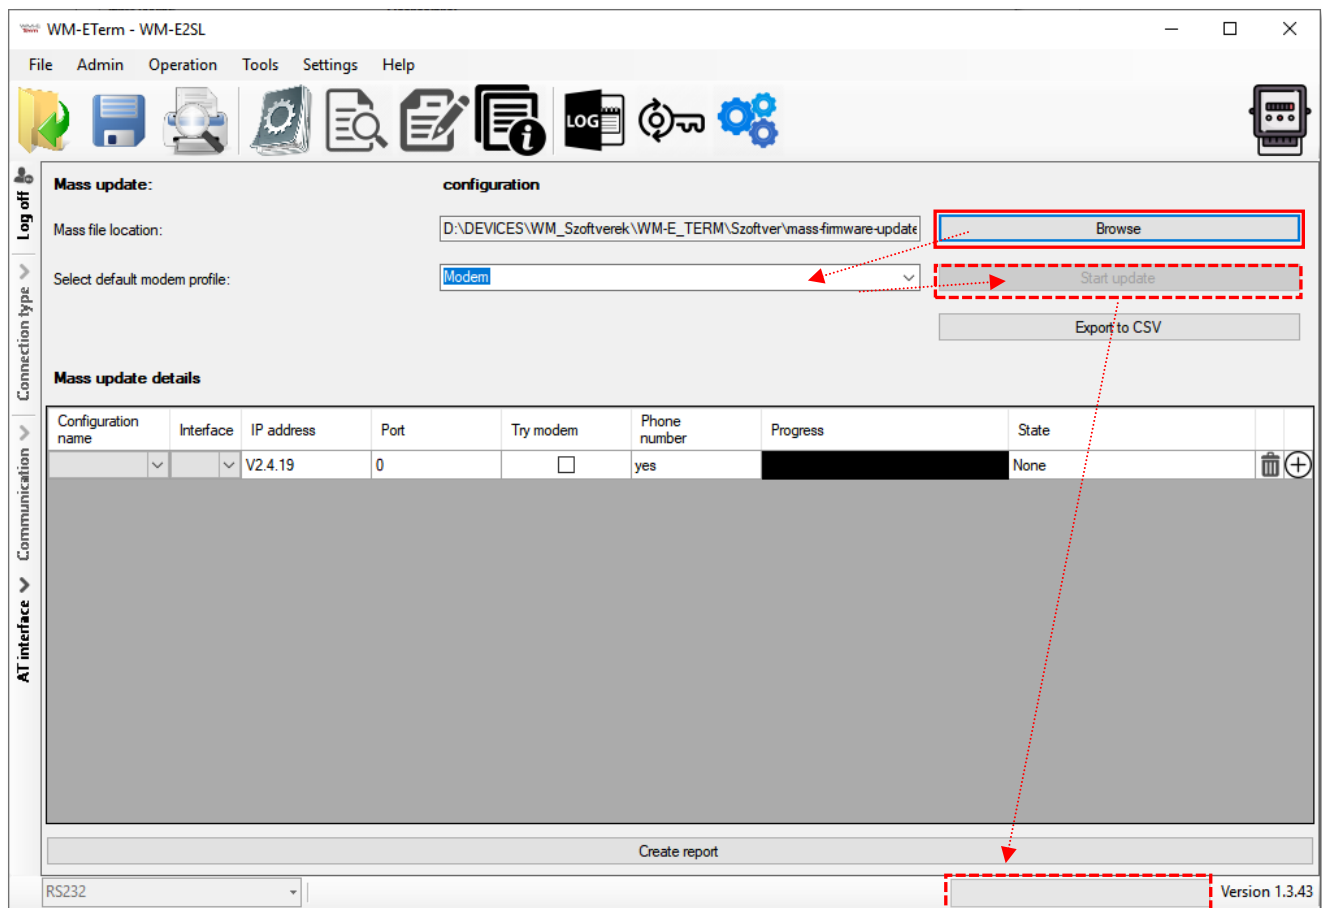 WM-ETerm - WM-E2SL
File Admin Operation Tools Settings Help
LOG
Log off
Connection type
Communication
AT interface
Mass update: configuration
Mass file location: D:\DEVICES\WM_Szoftverek\WM-E_TERM\Szoftver\mass-firmware-update Browse
Select default modem profile: Modem Start update
Export to CSV
Mass update details
Configuration name Interface IP address Port Try modem Phone number Progress State
V2.4.19 0 yes None
Create report
RS232 Version 1.3.43